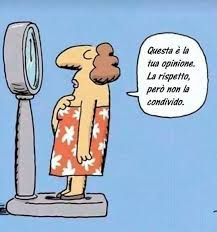 Questa è la
tua opinione.
La rispetto,
però non la
condivido.